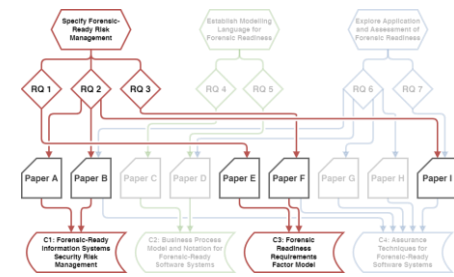 Specify Forensic-
Ready Risk
Management
Establish Modelling
Language for
Forensic Readiness
Explore Application
and Assessment of
Forensic Readiness
RQ 1
RQ 2
RQ 3
RQ 4
RQ 5
RQ 6
RQ 7
Paper A
Paper B
Paper C
Paper D
Paper E
Paper F
Paper G
Paper H
Paper I
C1: Forensic-Ready
Information Systems
Security Risk
Management
C2: Business Process
Model and Notation for
Forensic-Ready
Software Systems
C3: Forensic
Readiness
Requirements
Factor Model
C4: Assurance
Techniques for
Forensic-Ready
Software Systems